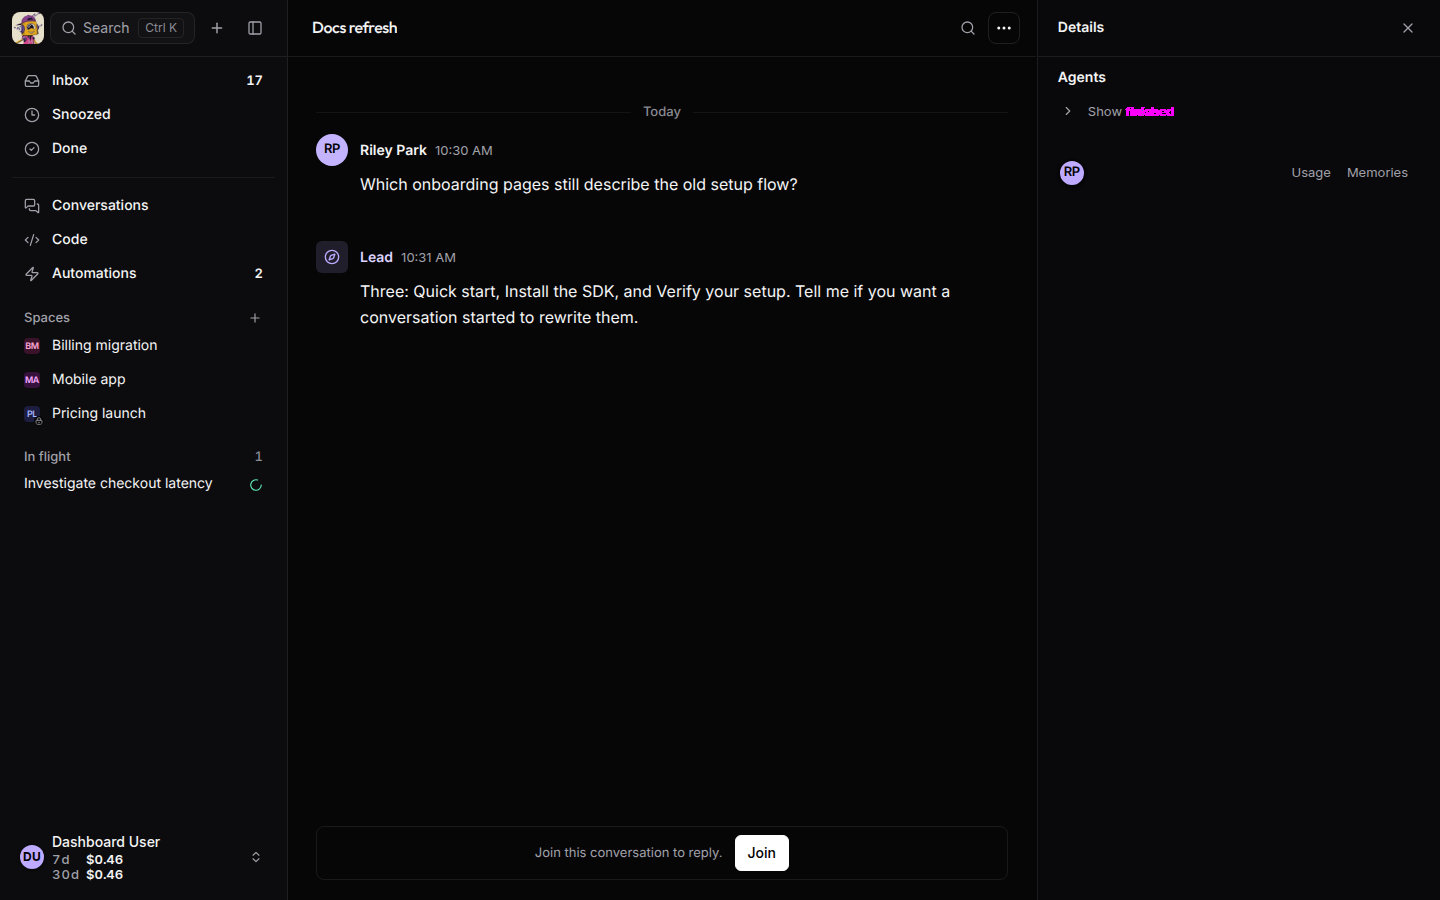 Search Ctrl K
Inbox 17
Snoozed
Done
Conversations
Code
Automations 2
Spaces
BM Billing migration
MA Mobile app
PL Pricing launch
In flight 1
Investigate checkout latency
DU Dashboard User
7d $0.46
30d $0.46
Docs refresh
Today
RP Riley Park 10:30 AM
Which onboarding pages still describe the old setup flow?
Lead 10:31 AM
Three: Quick start, Install the SDK, and Verify your setup. Tell me if you want a
conversation started to rewrite them.
Join this conversation to reply. Join
Details
Agents
Show
RP Usage Memories